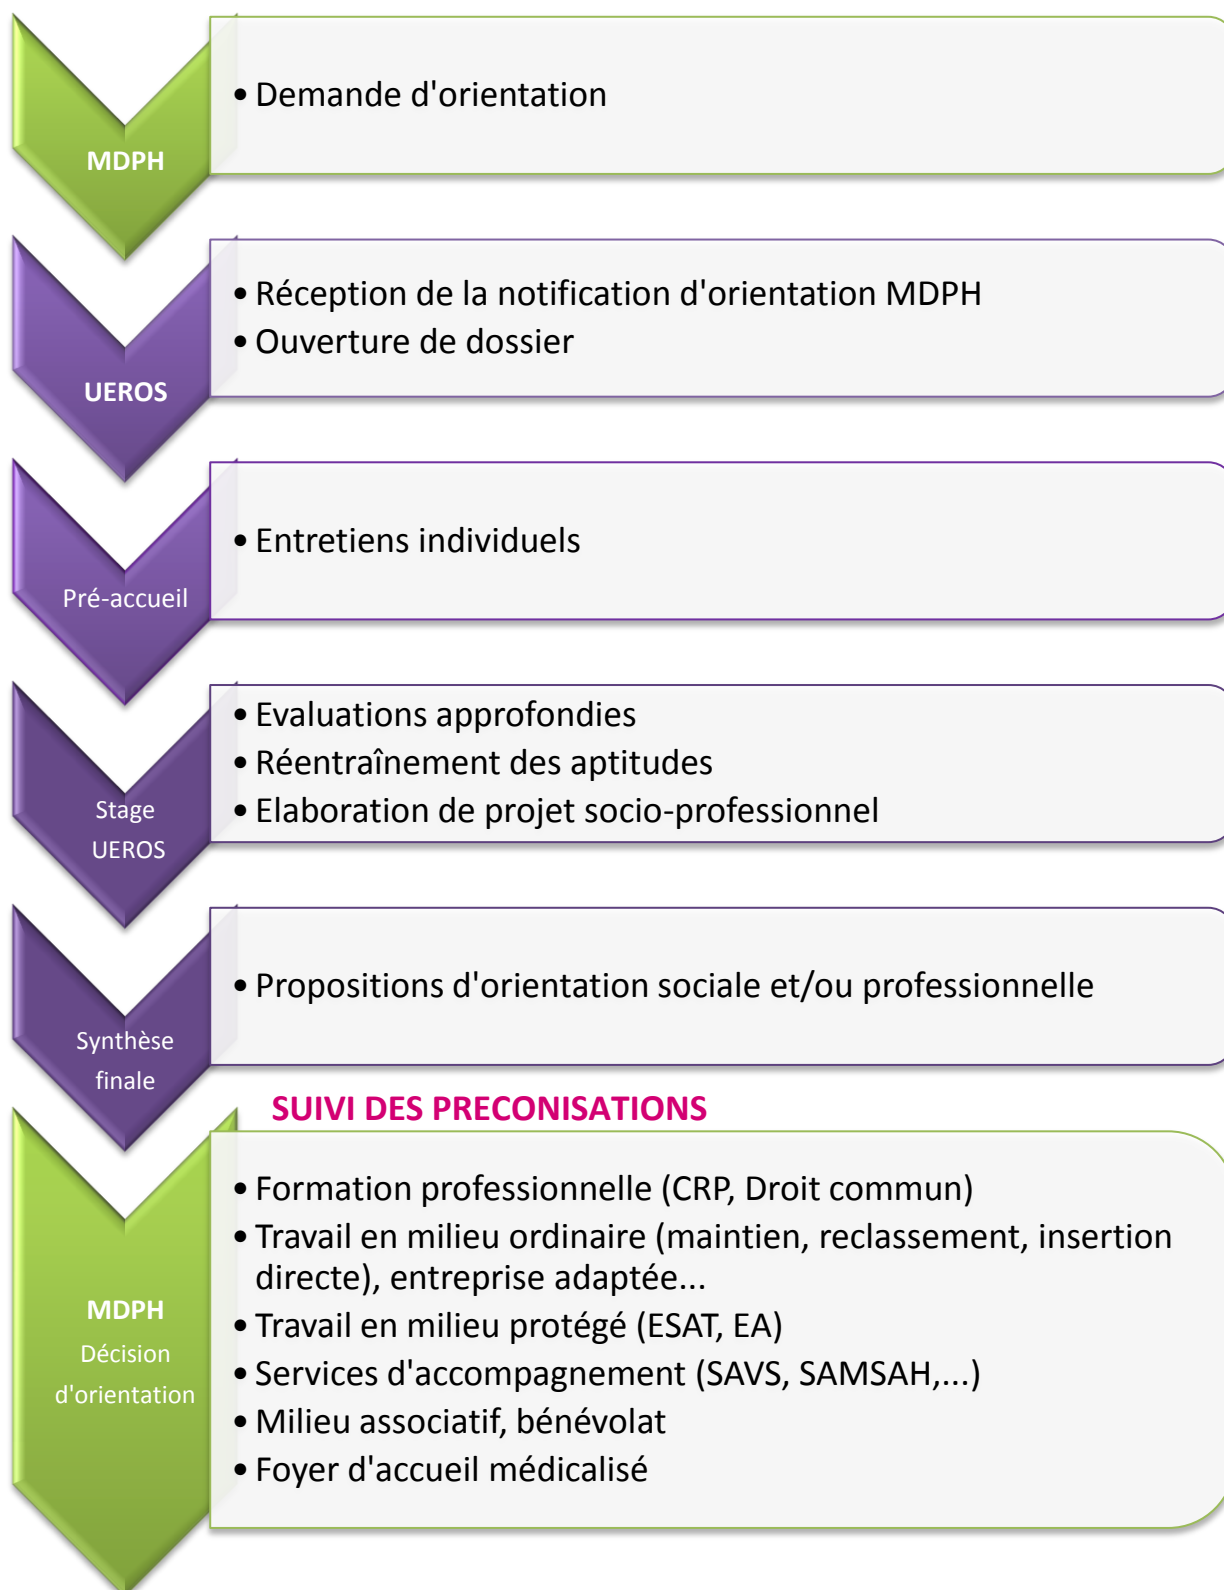 MDPH
• Demande d'orientation
UEROS
• Réception de la notification d'orientation MDPH
• Ouverture de dossier
Pré-accueil
• Entretiens individuels
Stage
UEROS
• Evaluations approfondies
• Réentraînement des aptitudes
• Elaboration de projet socio-professionnel
Synthèse
finale
• Propositions d'orientation sociale et/ou professionnelle
SUIVI DES PRECONISATIONS
MDPH
Décision
d'orientation
• Formation professionnelle (CRP, Droit commun)
• Travail en milieu ordinaire (maintien, reclassement, insertion
directe), entreprise adaptée...
• Travail en milieu protégé (ESAT, EA)
• Services d'accompagnement (SAVS, SAMSAH,...)
• Milieu associatif, bénévolat
• Foyer d'accueil médicalisé